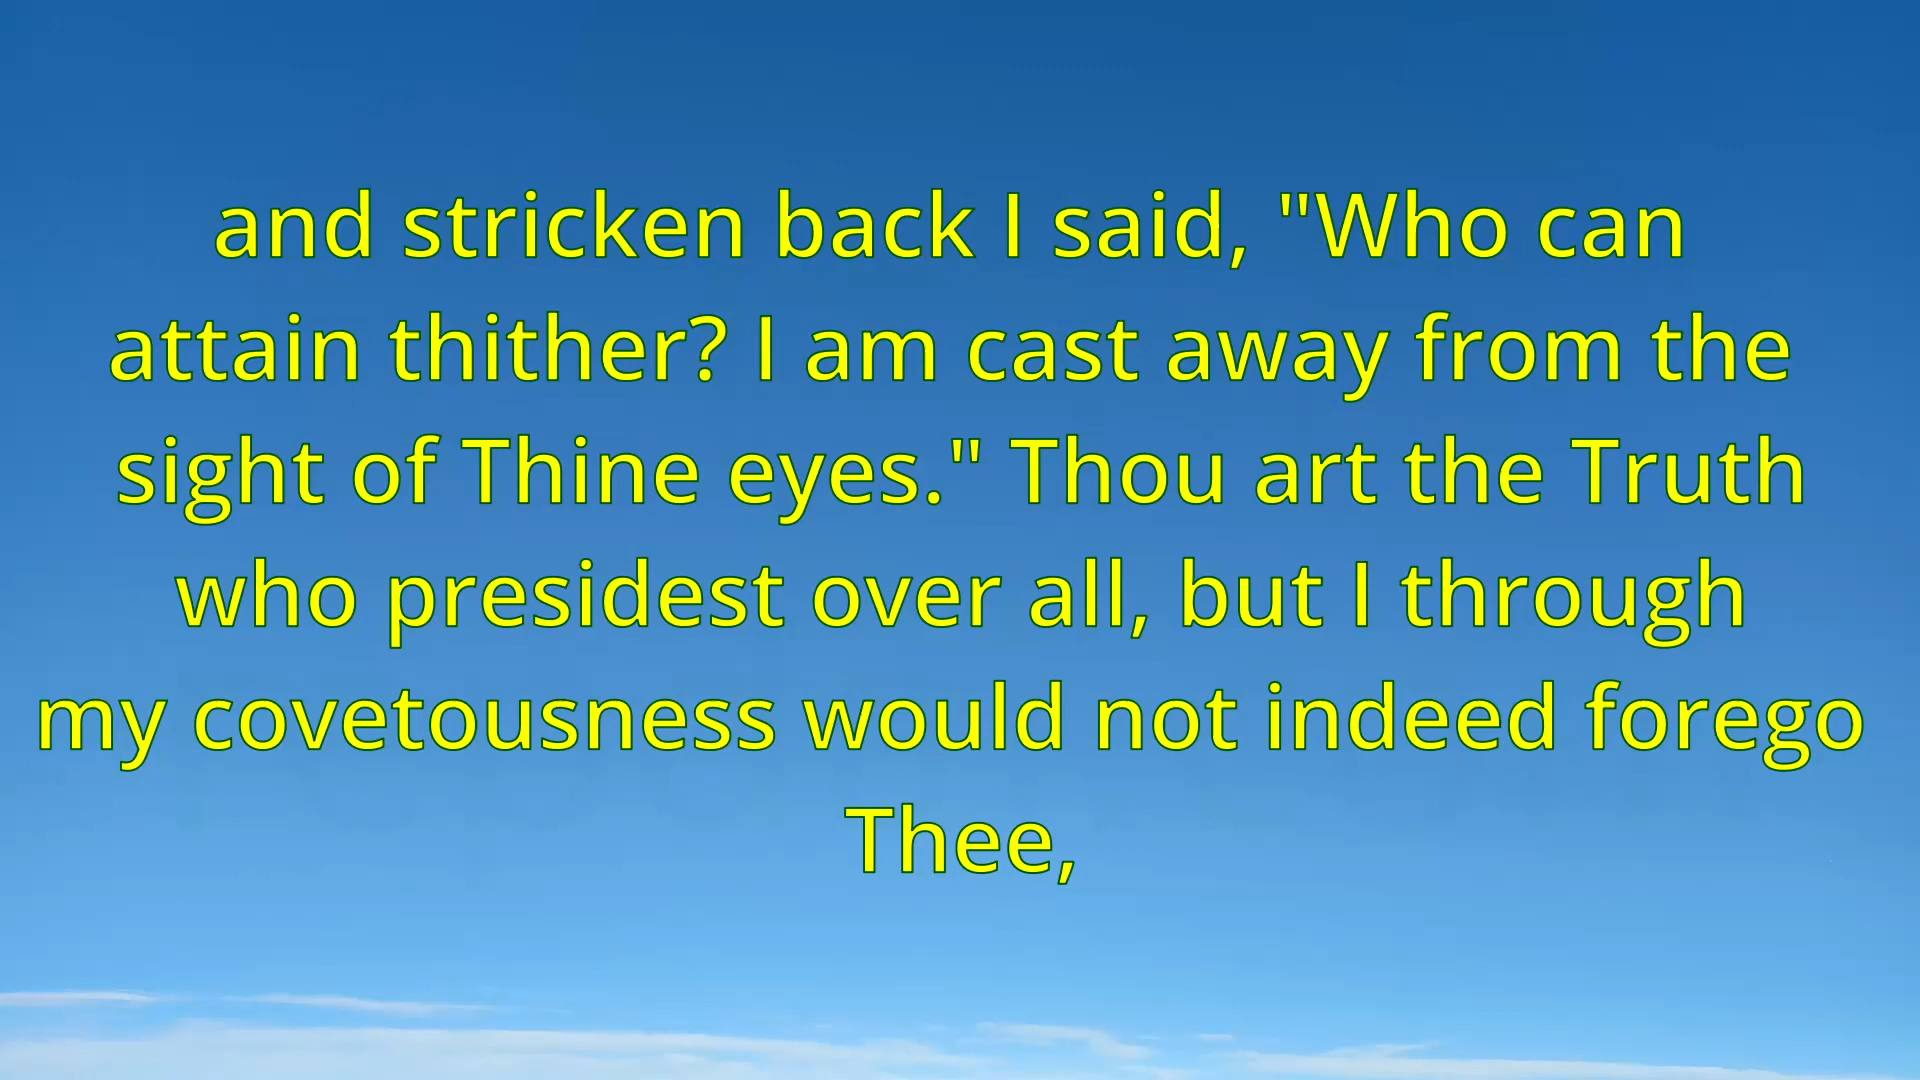 and stricken back I said, "Who can
attain thither? I am cast away from the
sight of Thine eyes." Thou art the Truth
who presidest over all, but I through
my covetousness would not indeed forego
Thee,